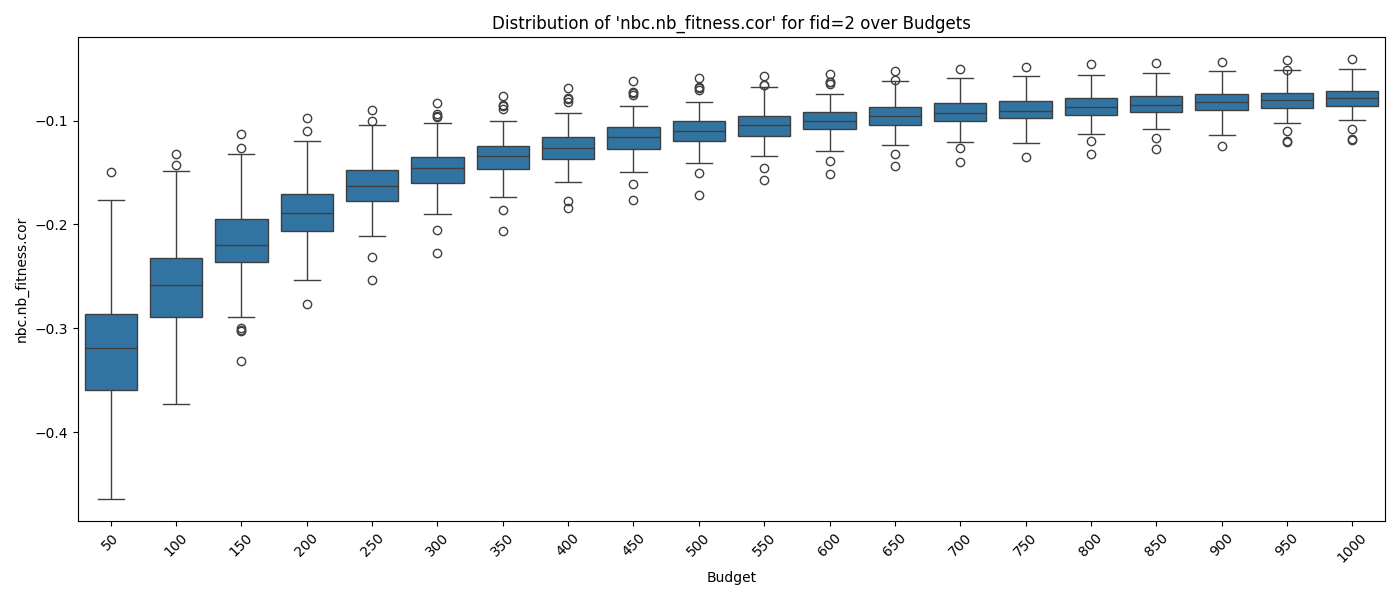 Distribution of 'nbc.nb_fitness.cor' for fid=2 over Budgets
nbc.nb_fitness.cor
−0.1
−0.2
−0.3
−0.4
50 100 150 200 250 300 350 400 450 500 550 600 650 700 750 800 850 900 950 1000
Budget